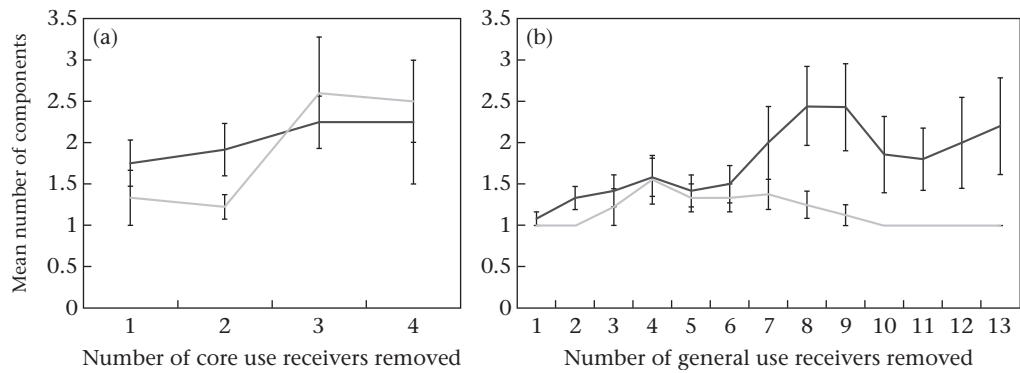 Mean number of components
(a)
3.5
3
2.5
2
1.5
1
0.5
0
1 2 3 4
Number of core use receivers removed
(b)
3.5
3
2.5
2
1.5
1
0.5
0
1 2 3 4 5 6 7 8 9 10 11 12 13
Number of general use receivers removed